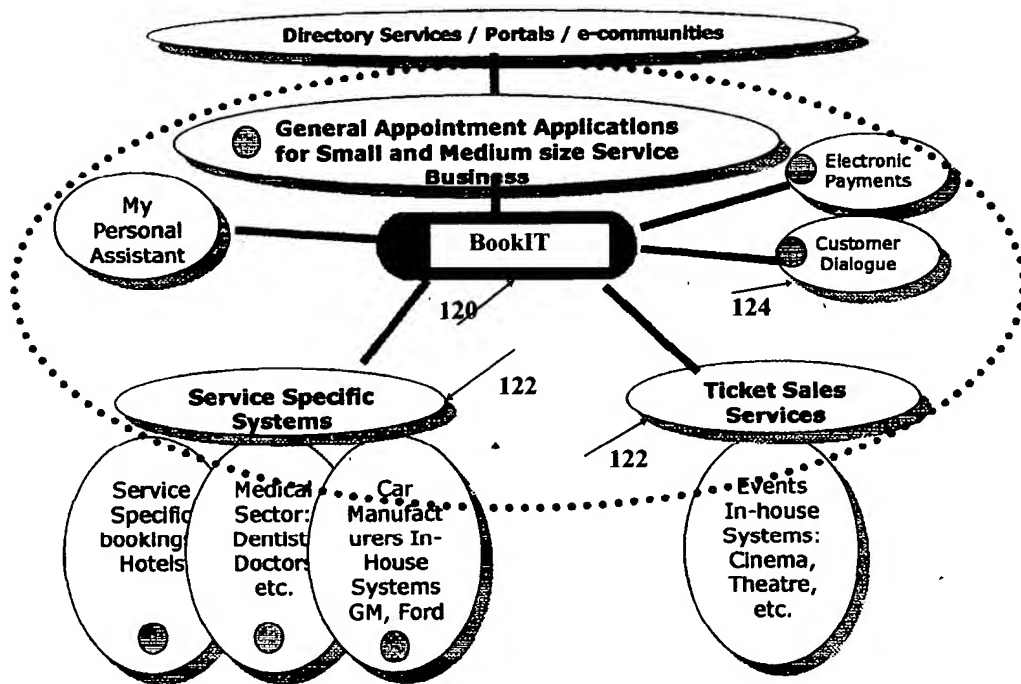 Directory Services / Portals / e-communities
General Appointment Applications
for Small and Medium size Service
Business
Electronic
Payments
My
Personal
Assistant
BookIT
Customer
Dialogue
120
124
122
Service Specific
Systems
Ticket Sales
Services
122
Service
Specific
bookings
Hotels
Medical
Sector:
Dentist
Doctors
etc.
Car
Manufact
urers In-
House
Systems
GM, Ford
Events
In-house
Systems:
Cinema,
Theatre,
etc.